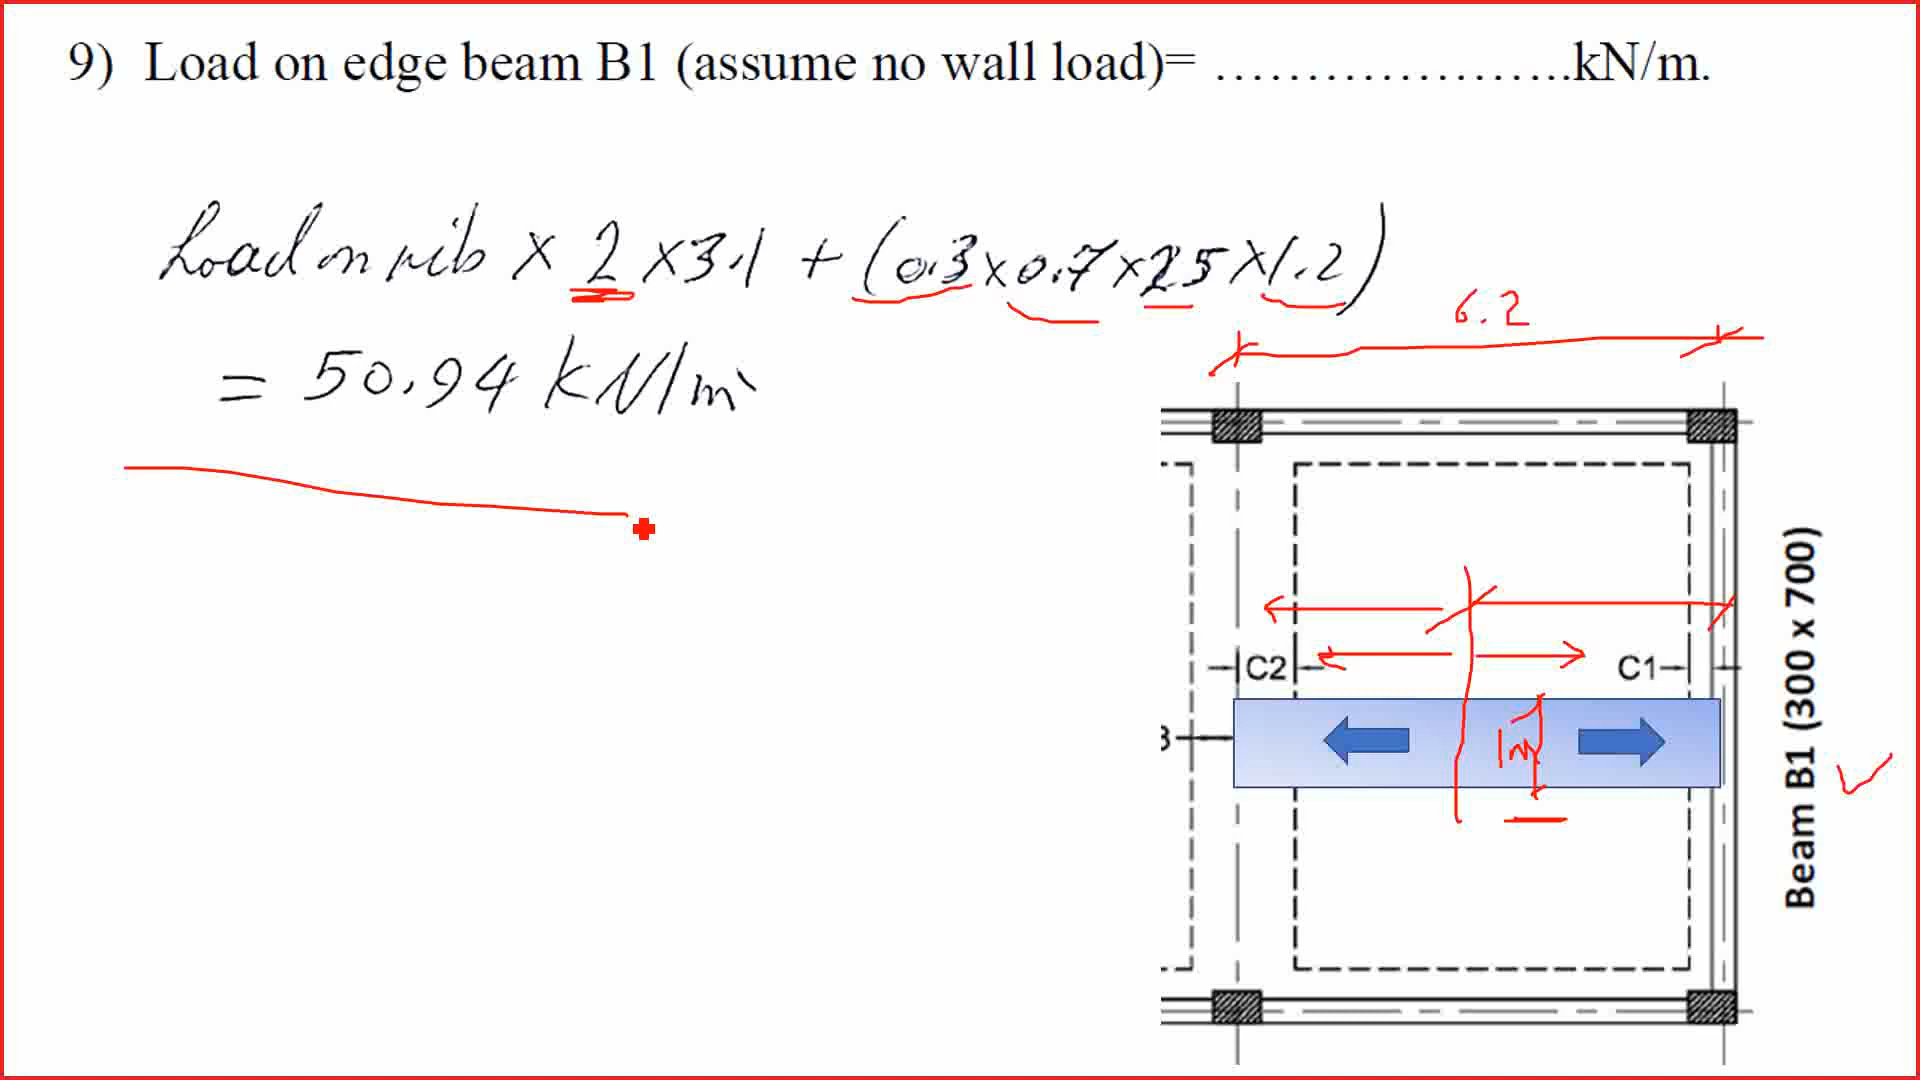 9) Load on edge beam B1 (assume no wall load)= ………………..kN/m.
Load on rib × 2 × 3.1 + (0.3 × 0.7 × 25 × 1.2)
= 50.94 kN/m
6.2
C2
C1
1m
3
Beam B1 (300 x 700)